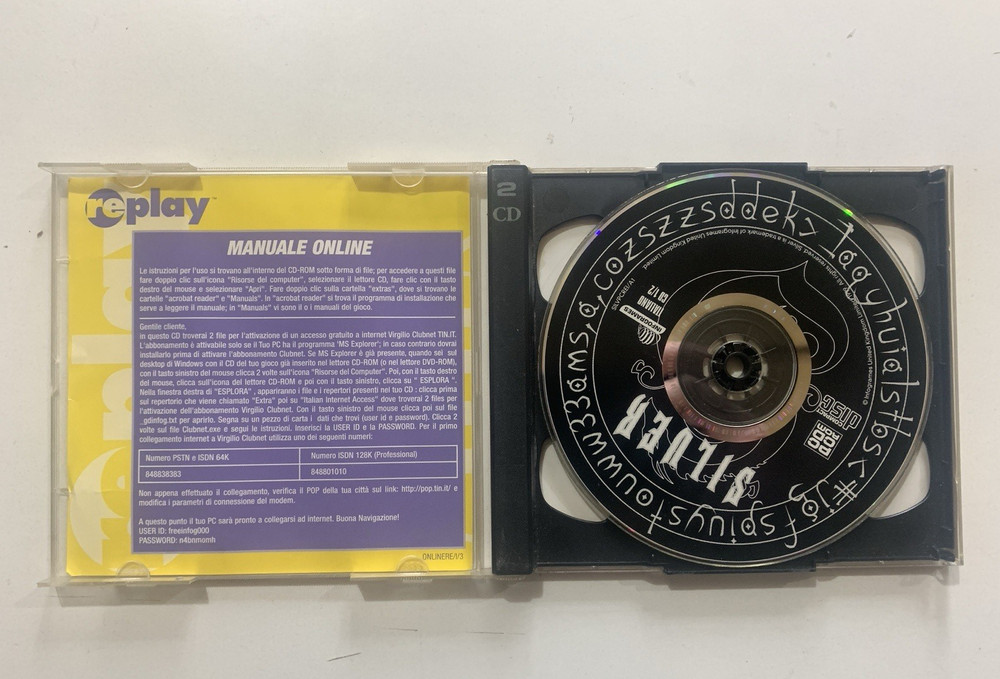 replay™
MANUALE ONLINE
Le istruzioni per l'uso si trovano all'interno del CD-ROM sotto forma di file; per accedere a questi file
fare doppio clic sull'icona "Risorse del computer", selezionare il lettore CD, fare clic con il tasto
destro del mouse e selezionare "Apri". Fare doppio clic sulla cartella "extras", dove si trovano le
cartelle "acrobat reader" e "Manuals". In "acrobat reader" si trova il programma di installazione che
serve a leggere il manuale; in "Manuals" vi sono il o i manuali del gioco.
Gentile cliente,
in questo CD troverai 2 file per l'attivazione di un accesso gratuito a internet Virgilio Clubnet TIN.IT.
L'abbonamento è attivabile solo se il Tuo PC ha il programma 'MS Explorer'; in caso contrario dovrai
installarlo prima di attivare l'abbonamento Clubnet. Se MS Explorer è già presente, quando sei sul
desktop di Windows con il CD del tuo gioco già inserito nel lettore CD-ROM (o nel lettore DVD-ROM),
con il tasto sinistro del mouse clicca 2 volte sull'icona "Risorse del Computer". Poi, con il tasto destro
del mouse, clicca sull'icona del lettore CD-ROM e poi con il tasto sinistro, clicca su " ESPLORA ".
Nella finestra di destra di "ESPLORA" , appariranno i file e i repertori presenti nel tuo CD : clicca prima
sul repertorio che viene chiamato "Extra" poi su "Italian Internet Access" dove troverai 2 files per
l'attivazione dell'abbonamento Virgilio Clubnet. Con il tasto sinistro del mouse clicca poi sul file
_gdinfog.txt per aprirlo. Segna su un pezzo di carta i dati che trovi (user id e password). Clicca 2
volte sul file Clubnet.exe e segui le istruzioni. Inserisci la USER ID e la PASSWORD. Per il primo
collegamento internet a Virgilio Clubnet utilizza uno dei seguenti numeri:
Numero PSTN e ISDN 64K
Numero ISDN 128K (Professional)
848838383
848801010
Non appena effettuato il collegamento, verifica il POP della tua città sul link: http://pop.tin.it/ e
modifica i parametri di connessione del modem.
A questo punto il tuo PC sarà pronto a collegarsi ad internet. Buona Navigazione!
USER ID: freeinfog000
PASSWORD: n4bnmomh
ONLINERE/I/3
2
CD
SILVER
INFOGRAMES
ITALIANO
CD 1/2
SILVPCREI/A1
COMPACT
disc